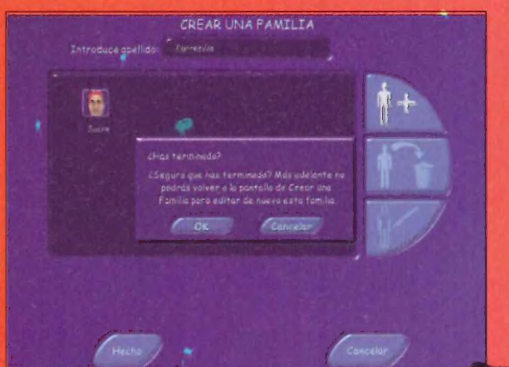 CREAR UNA FAMILIA
Introduce apellido:
¿Has terminado?
¿Seguro que has terminado? Más adelante no
podrás volver a la pantalla de Crear Una
Familia para editar de nuevo esta familia.
OK
Cancelar
Hecho
Cancelar